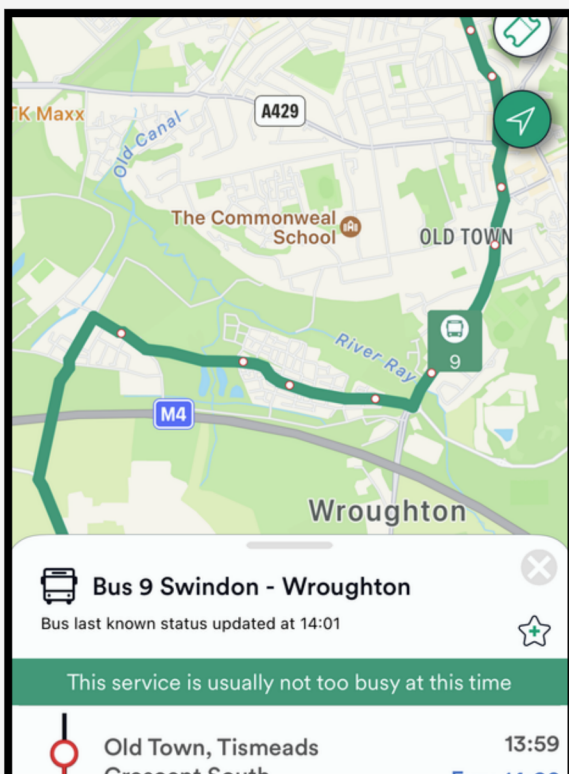 TK Maxx
A429
Old Canal
The Commonweal
School
OLD TOWN
River Ray
9
M4
Wroughton
Bus 9 Swindon - Wroughton
Bus last known status updated at 14:01
This service is usually not too busy at this time
Old Town, Tismeads
13:59
Crescent South